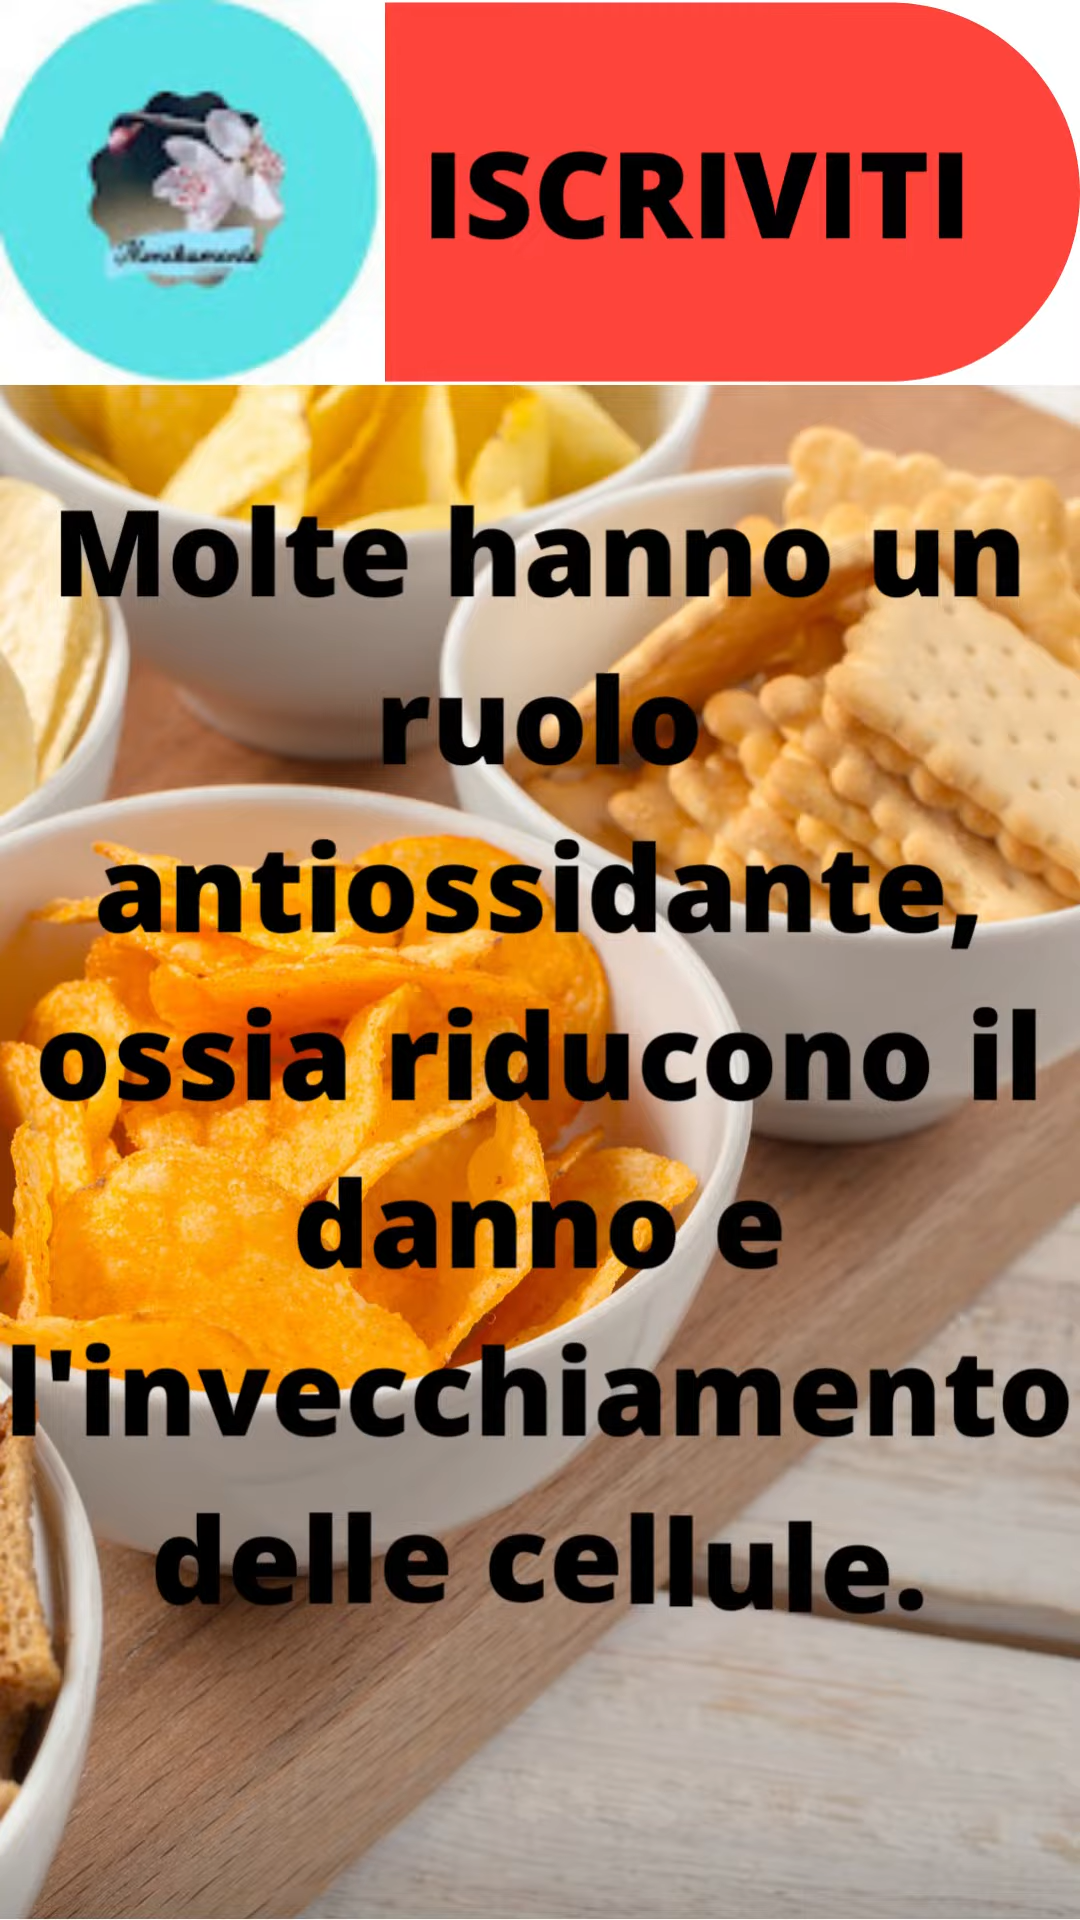 ISCRIVITI
Molte hanno un
ruolo
antiossidante,
ossia riducono il
danno e
l'invecchiamento
delle cellule.